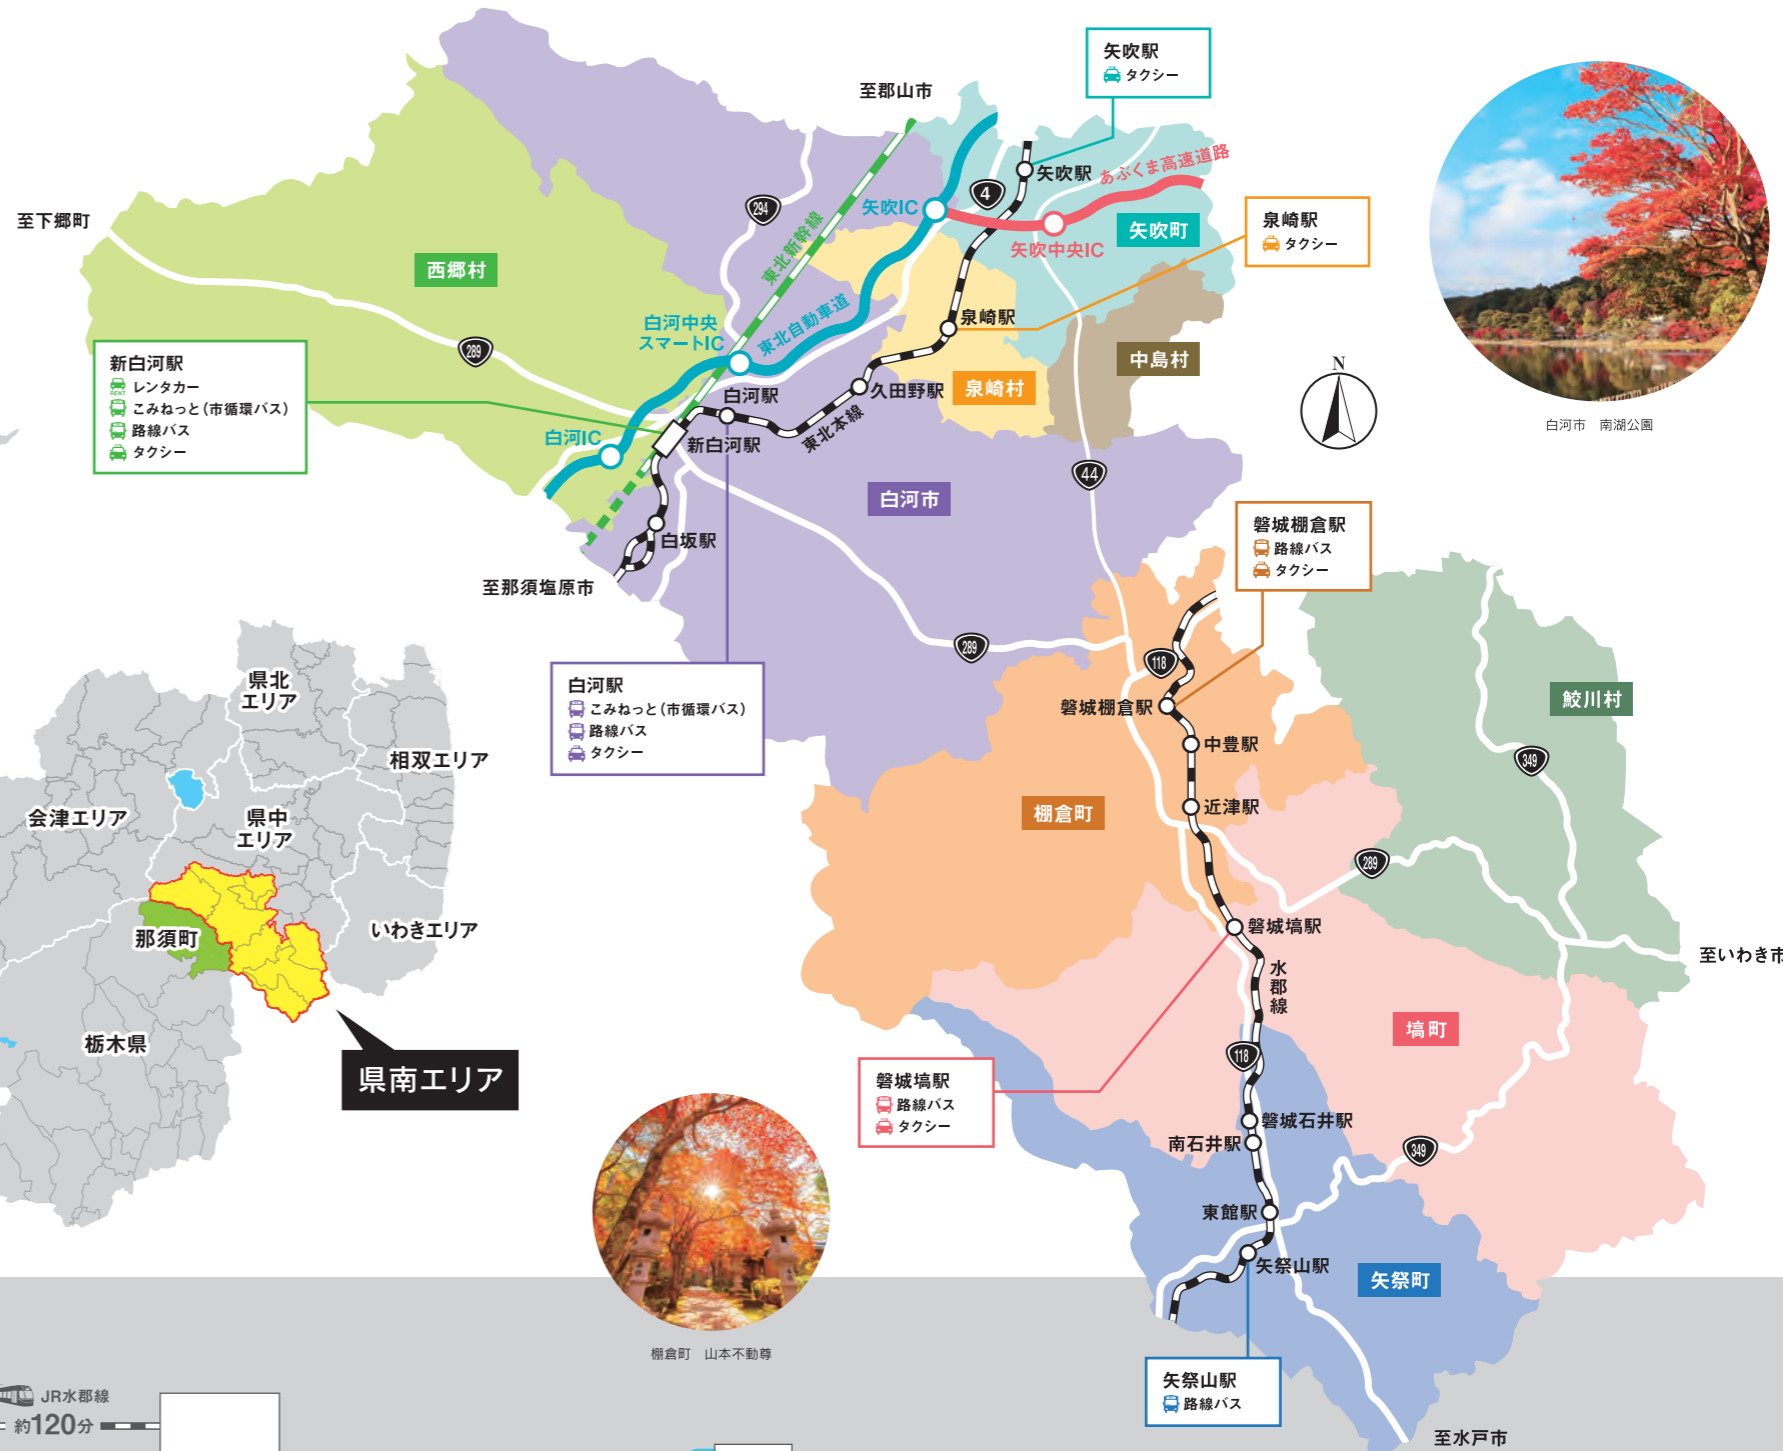 矢吹駅
タクシー
至郡山市
矢吹駅
あぶくま高速道路
4
294
矢吹IC
矢吹町
泉崎駅
タクシー
至下郷町
東北新幹線
矢吹中央IC
西郷村
白河中央
スマートIC
東北自動車道
泉崎駅
中島村
289
新白河駅
レンタカー
RENT
こみねっと（市循環バス）
路線バス
タクシー
白河駅
久田野駅
泉崎村
N
白河市　南湖公園
白河IC
新白河駅
東北本線
44
白河市
磐城棚倉駅
路線バス
タクシー
白坂駅
至那須塩原市
289
118
白河駅
こみねっと（市循環バス）
路線バス
タクシー
磐城棚倉駅
鮫川村
中豊駅
349
県北
エリア
相双エリア
会津エリア
県中
エリア
棚倉町
近津駅
289
那須町
いわきエリア
磐城塙駅
至いわき市
水郡線
塙町
栃木県
県南エリア
118
磐城塙駅
路線バス
タクシー
磐城石井駅
南石井駅
349
東館駅
矢祭山駅
矢祭町
棚倉町　山本不動尊
矢祭山駅
路線バス
JR水郡線
約120分
至水戸市